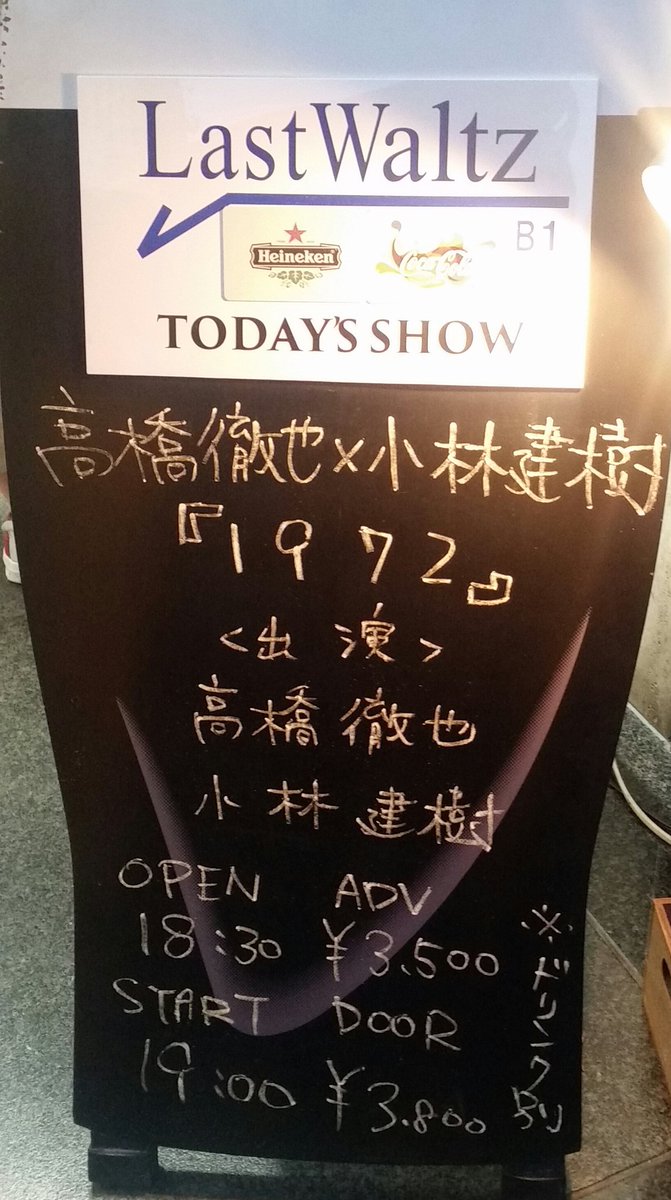 LastWaltz
B1
Heineken
Coca-Cola
TODAY'S SHOW
高橋徹也×小林建樹
『1972』
<出演>
高橋徹也
小林建樹
OPEN ADV
18:30 ¥3.500
START DOOR
19:00 ¥3.800
※ドリンク別